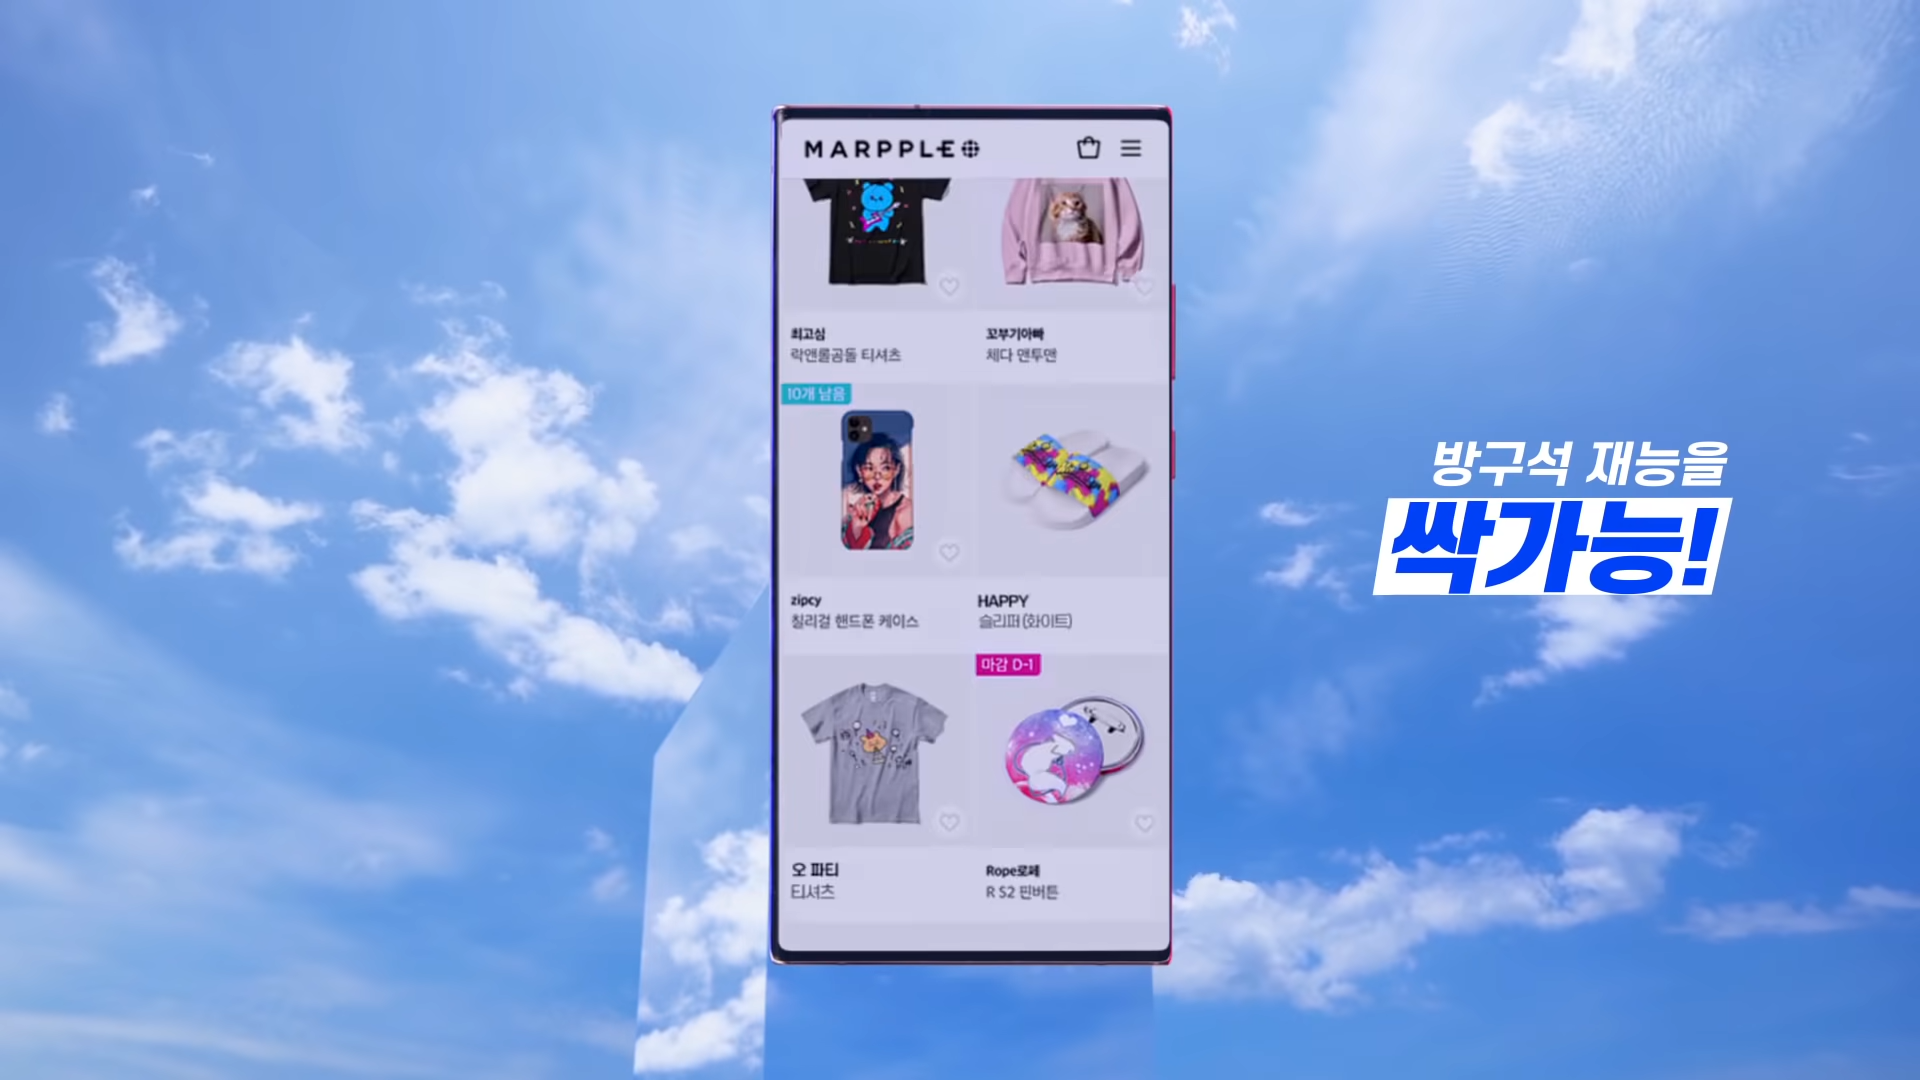 MARPPLE
최고심
락앤롤곰돌 티셔츠
꼬부기아빠
체다 맨투맨
10개 남음
zipcy
칠리걸 핸드폰 케이스
HAPPY
슬리퍼 (화이트)
마감 D-1
오 파티
티셔츠
Rope로페
R S2 핀버튼
방구석 재능을
싹가능!